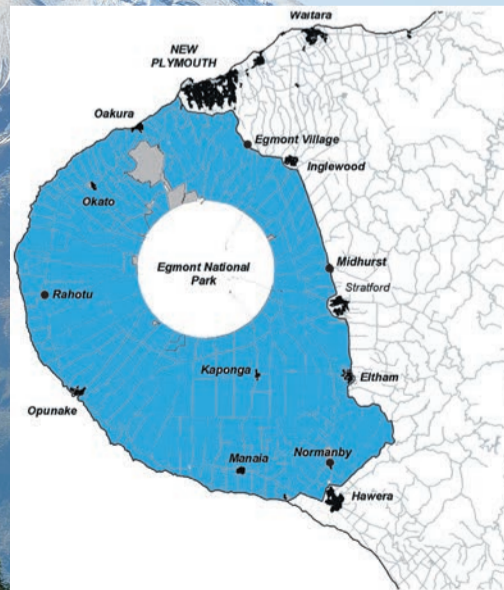 Waitara
NEW
PLYMOUTH
Oakura
Egmont Village
Inglewood
Okato
Egmont National
Park
Midhurst
Rahotu
Stratford
Kaponga
Eltham
Opunake
Manaia
Normanby
Hawera